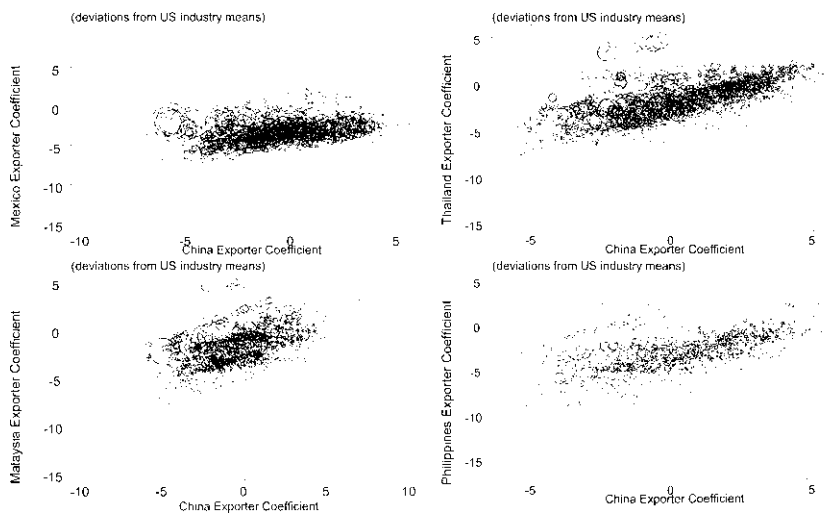 (deviations from US industry means)
Mexico Exporter Coefficient
5
-0
-5
-10
-15
-10
-5
0
5
China Exporter Coefficient
(deviations from US industry means)
Thailand Exporter Coefficient
5
-0
-5
-10
-15
-5
0
5
China Exporter Coefficient
(deviations from US industry means)
Malaysia Exporter Coefficient
5
-0
-5
-10
-15
-10
-5
0
5
10
China Exporter Coefficient
(deviations from US industry means)
Philippines Exporter Coefficient
5
-0
-5
-10
-15
-5
0
5
China Exporter Coefficient